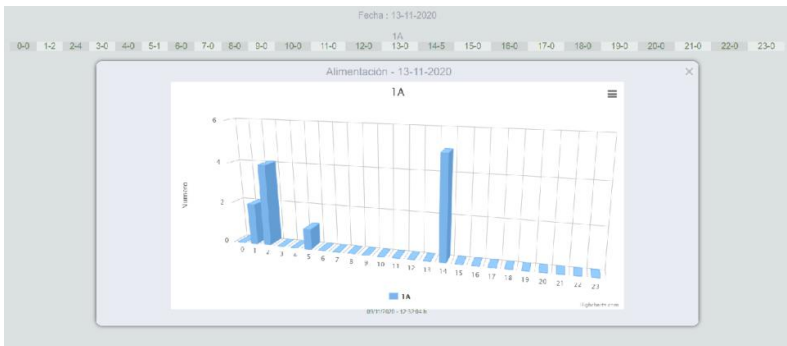 Fecha : 13-11-2020
1A
0-0 1-2 2-4 3-0 4-0 5-1 6-0 7-0 8-0 9-0 10-0 11-0 12-0 13-0 14-5 15-0 16-0 17-0 18-0 19-0 20-0 21-0 22-0 23-0
Alimentación - 13-11-2020 ×
1A
6
4
2
0
Numero
0 1 2 3 4 5 6 7 8 9 10 11 12 13 14 15 16 17 18 19 20 21 22 23
1A